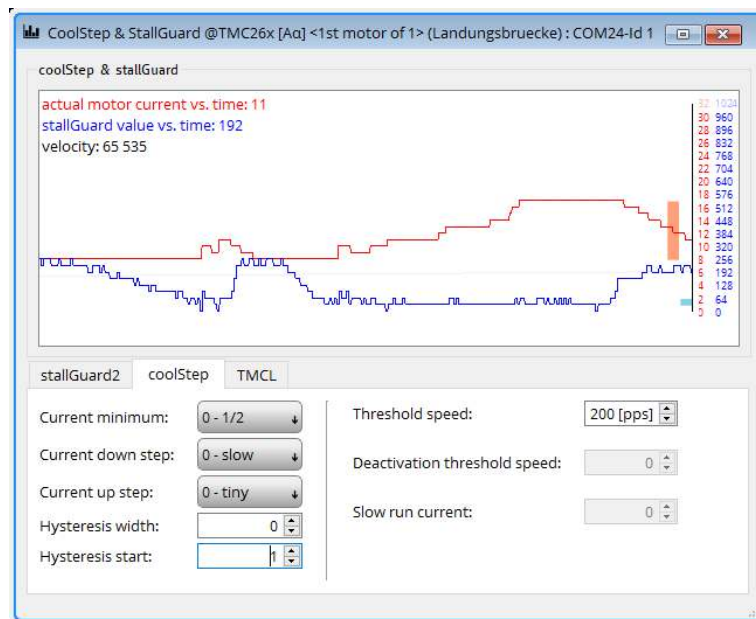 CoolStep & StallGuard @TMC26x [Aα] <1st motor of 1> (Landungsbruecke) : COM24-Id 1
coolStep & stallGuard
actual motor current vs. time: 11
stallGuard value vs. time: 192
velocity: 65 535
32 1024
30 960
28 896
26 832
24 768
22 704
20 640
18 576
16 512
14 448
12 384
10 320
8 256
6 192
4 128
2 64
0 0
stallGuard2 coolStep TMCL
Current minimum: 0 - 1/2
Current down step: 0 - slow
Current up step: 0 - tiny
Hysteresis width: 0
Hysteresis start: 1
Threshold speed: 200 [pps]
Deactivation threshold speed: 0
Slow run current: 0